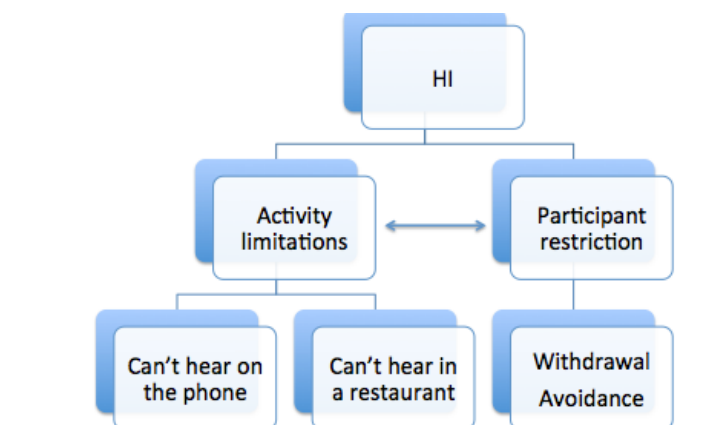 HI
Activity
limitations
Participant
restriction
Can't hear on
the phone
Can't hear in
a restaurant
Withdrawal
Avoidance